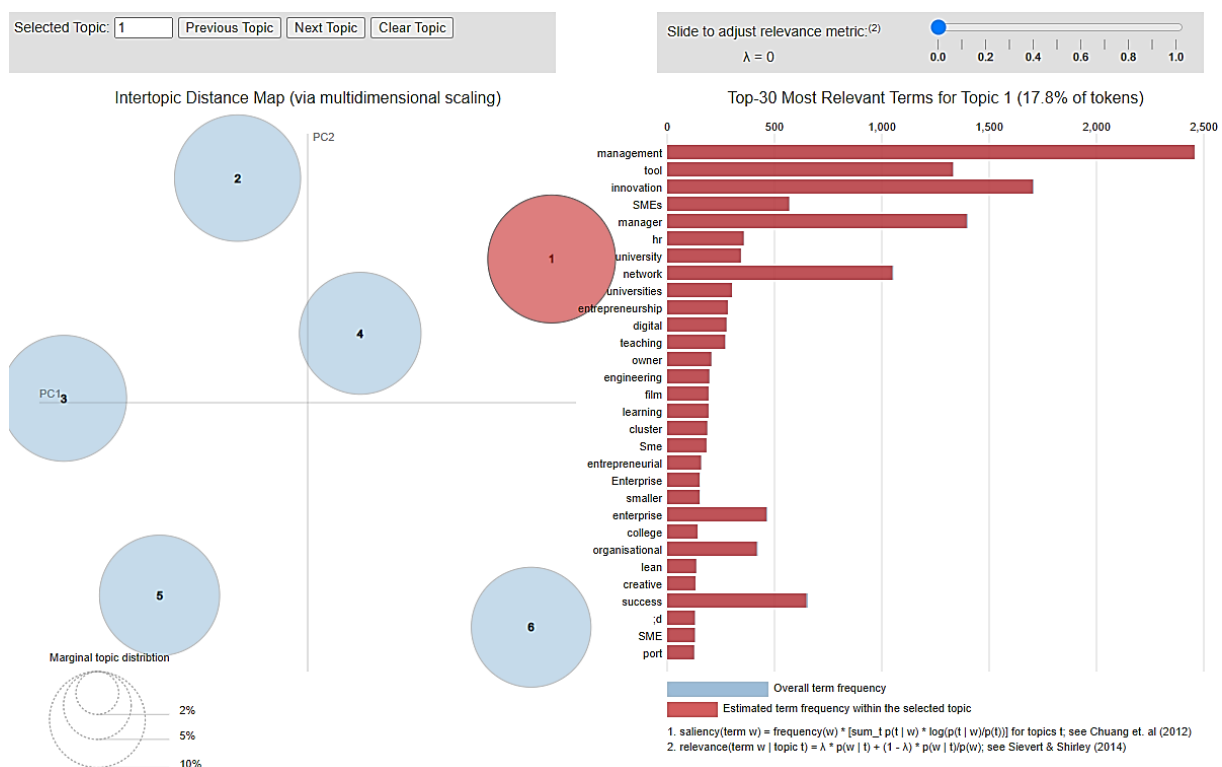 Selected Topic: 1 Previous Topic Next Topic Clear Topic
Slide to adjust relevance metric:(2)
λ = 0
0.0 0.2 0.4 0.6 0.8 1.0
Intertopic Distance Map (via multidimensional scaling)
PC2
PC1
2
1
4
3
5
6
Marginal topic distribtion
2%
5%
10%
Top-30 Most Relevant Terms for Topic 1 (17.8% of tokens)
0 500 1,000 1,500 2,000 2,500
management
tool
innovation
SMEs
manager
hr
university
network
universities
entrepreneurship
digital
teaching
owner
engineering
film
learning
cluster
Sme
entrepreneurial
Enterprise
smaller
enterprise
college
organisational
lean
creative
success
;d
SME
port
Overall term frequency
Estimated term frequency within the selected topic
1. saliency(term w) = frequency(w) * [sum_t p(t | w) * log(p(t | w)/p(t))] for topics t; see Chuang et. al (2012)
2. relevance(term w | topic t) = λ * p(w | t) + (1 - λ) * p(w | t)/p(w); see Sievert & Shirley (2014)